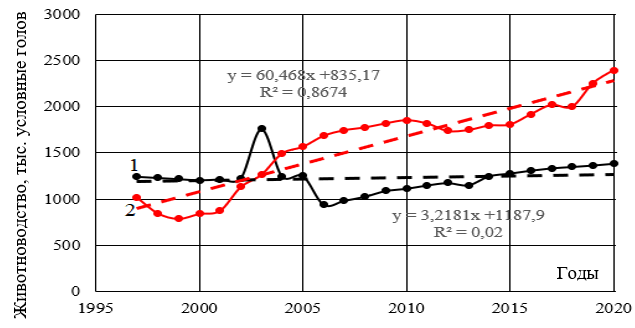 Животноводство, тыс. условные голов
3000
2500
2000
1500
1000
500
0
y = 60,468x +835,17
R² = 0,8674
1
2
y = 3,2181x +1187,9
R² = 0,02
Годы
1995 2000 2005 2010 2015 2020